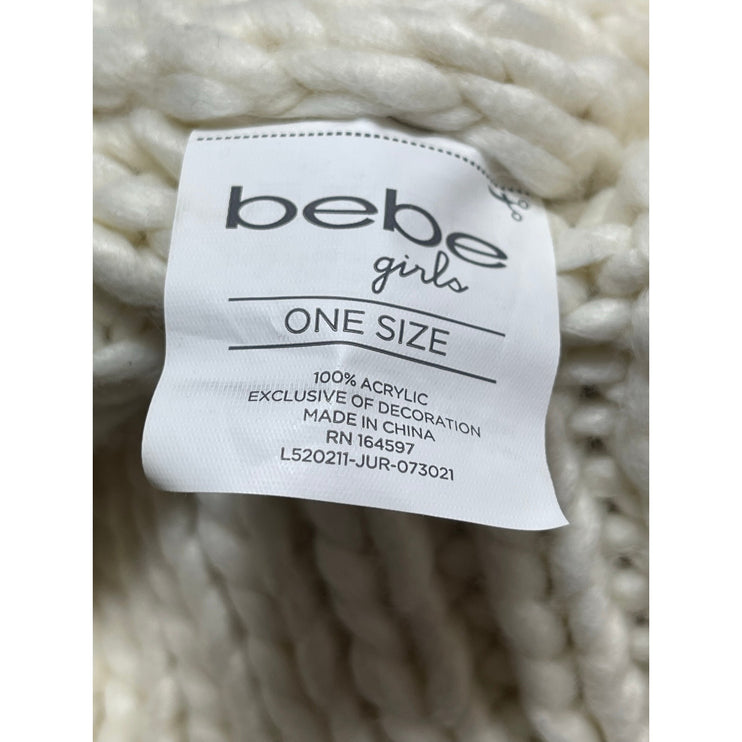 bebe
girls
ONE SIZE
100% ACRYLIC
EXCLUSIVE OF DECORATION
MADE IN CHINA
RN 164597
L520211-JUR-073021